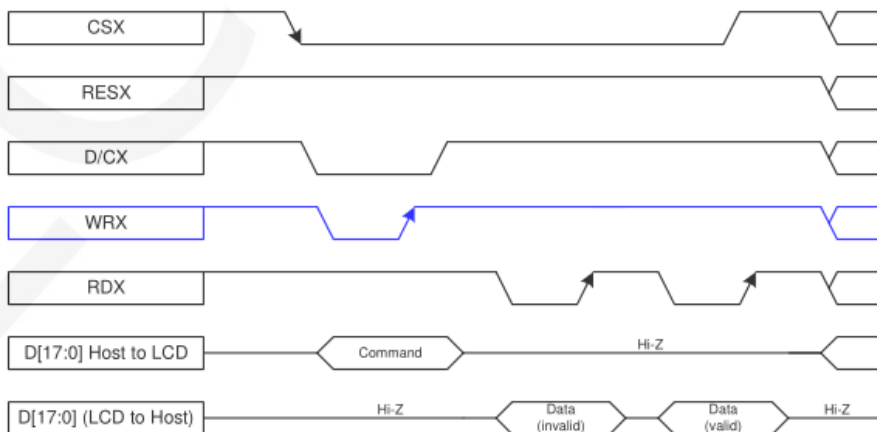 CSX
RESX
D/CX
WRX
RDX
D[17:0] Host to LCD
Command
Hi-Z
D[17:0] (LCD to Host)
Hi-Z
Data
(invalid)
Data
(valid)
Hi-Z